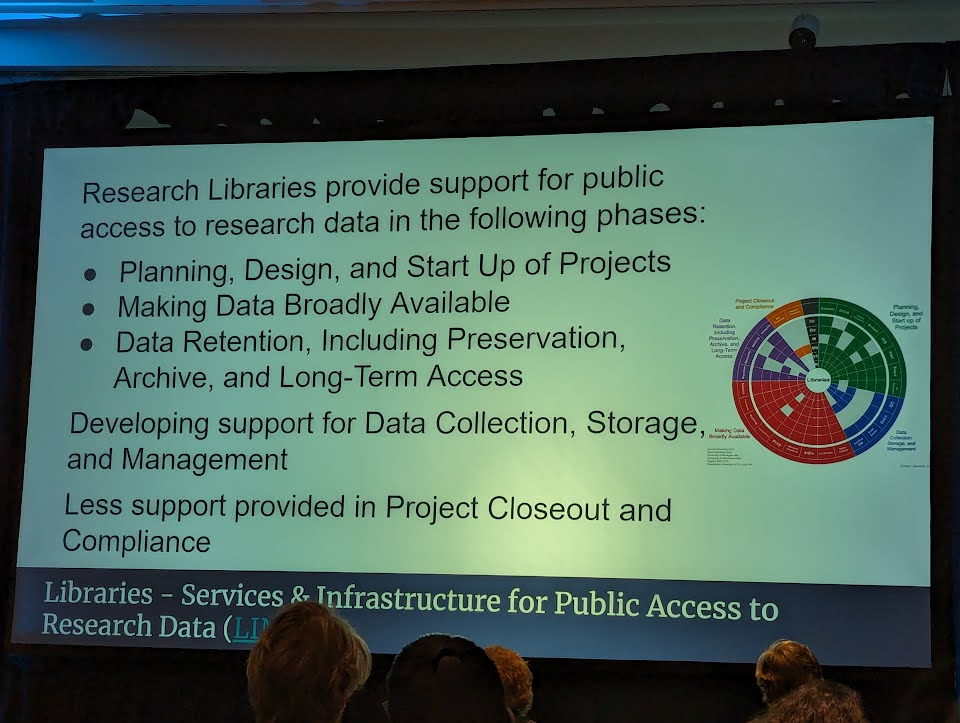 Research Libraries provide support for public
access to research data in the following phases:
● Planning, Design, and Start Up of Projects
● Making Data Broadly Available
● Data Retention, Including Preservation,
Archive, and Long-Term Access
Developing support for Data Collection, Storage,
and Management
Less support provided in Project Closeout and
Compliance
Project Closeout
and Compliance
Data
Retention,
Including
Preservation,
Archive, and
Long-Term
Access
Planning,
Design, and
Start up of
Projects
Libraries
Making Data
Broadly Available
Data
Collection,
Storage, and
Management
Libraries – Services & Infrastructure for Public Access to
Research Data (